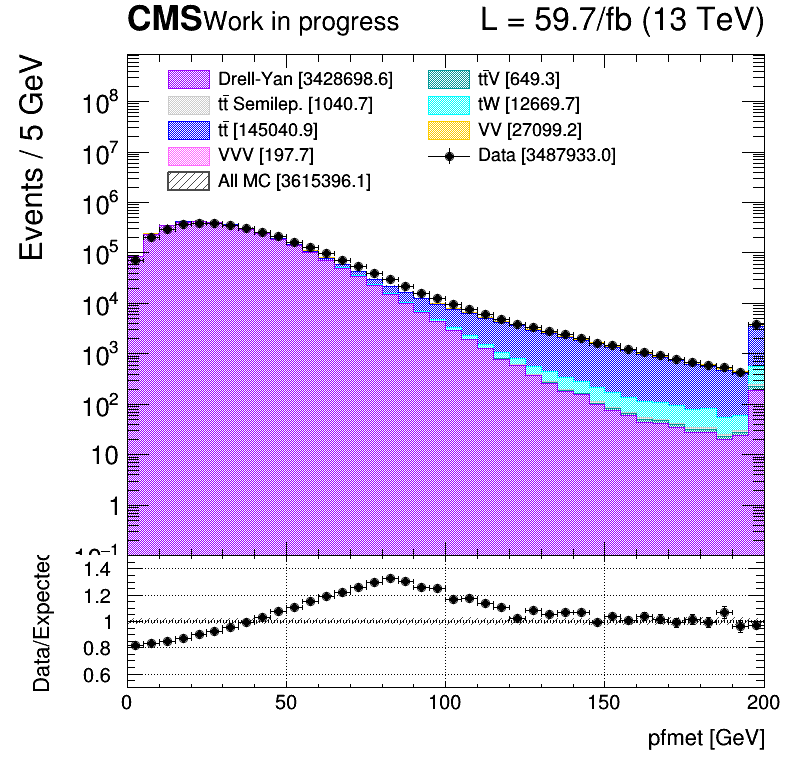 CMS Work in progress L = 59.7/fb (13 TeV)
Events / 5 GeV
Drell-Yan [3428698.6]
tt̄ Semilep. [1040.7]
tt̄ [145040.9]
VVV [197.7]
All MC [3615396.1]
tt̄V [649.3]
tW [12669.7]
VV [27099.2]
Data [3487933.0]
10⁸
10⁷
10⁶
10⁵
10⁴
10³
10²
10
1
10⁻¹
Data/Expected
1.4
1.2
1
0.8
0.6
0 50 100 150 200
pfmet [GeV]